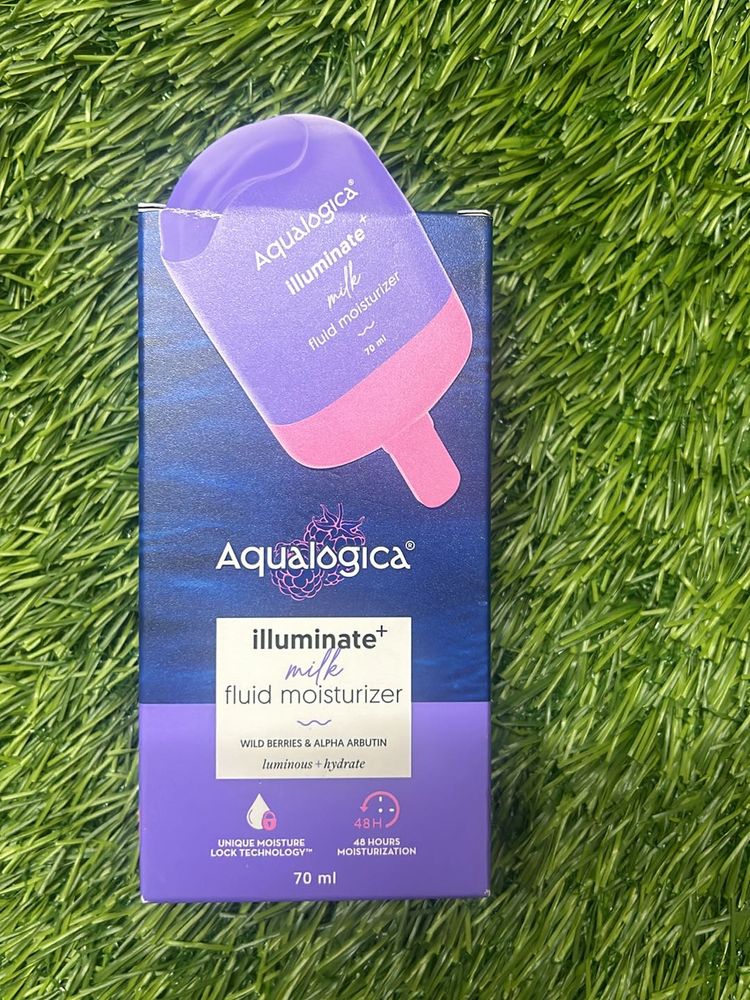 Aqualogica®
illuminate+
milk
fluid moisturizer
70 ml
Aqualogica®
illuminate+
milk
fluid moisturizer
WILD BERRIES & ALPHA ARBUTIN
luminous + hydrate
48H
UNIQUE MOISTURE
LOCK TECHNOLOGY™
48 HOURS
MOISTURIZATION
70 ml